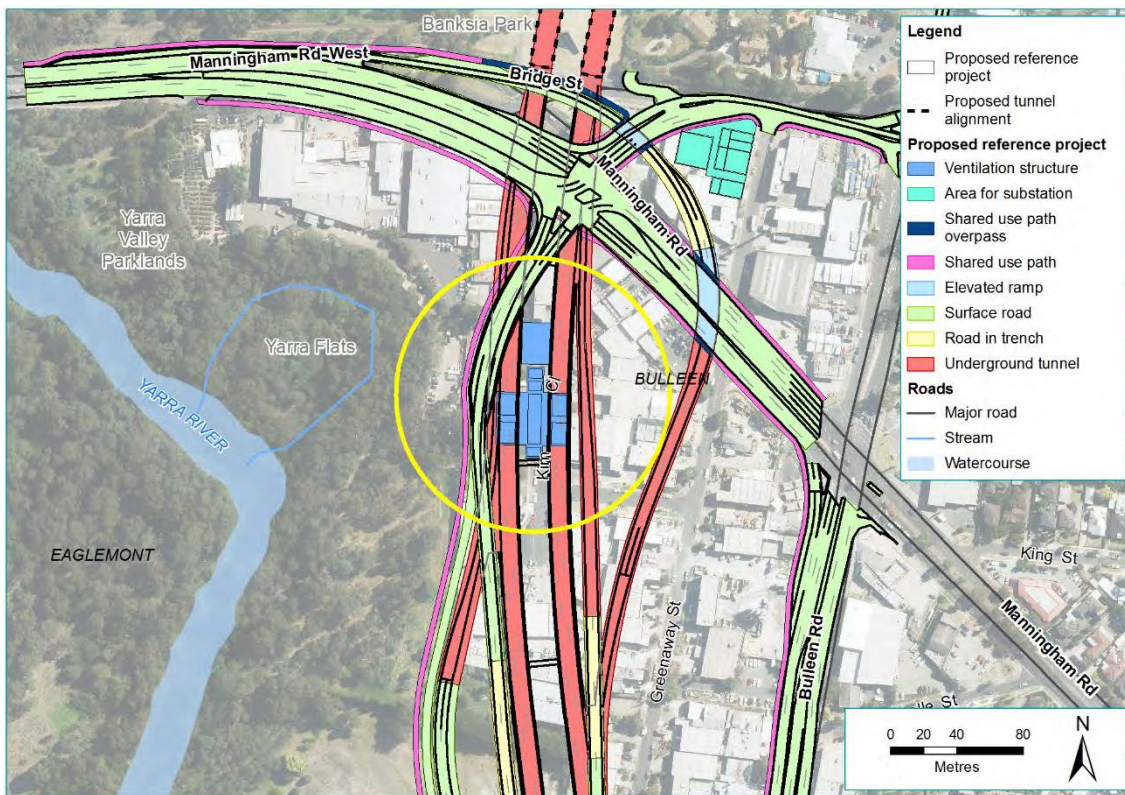 Banksia Park
Manningham Rd West
Bridge St
Manningham Rd
Yarra
Valley
Parklands
Yarra Flats
YARRA RIVER
BULLEEN
EAGLEMONT
Greenaway St
Bulleen Rd
King St
Manningham Rd
Legend
Proposed reference
project
Proposed tunnel
alignment
Proposed reference project
Ventilation structure
Area for substation
Shared use path
overpass
Shared use path
Elevated ramp
Surface road
Road in trench
Underground tunnel
Roads
Major road
Stream
Watercourse
0 20 40 80
Metres
N